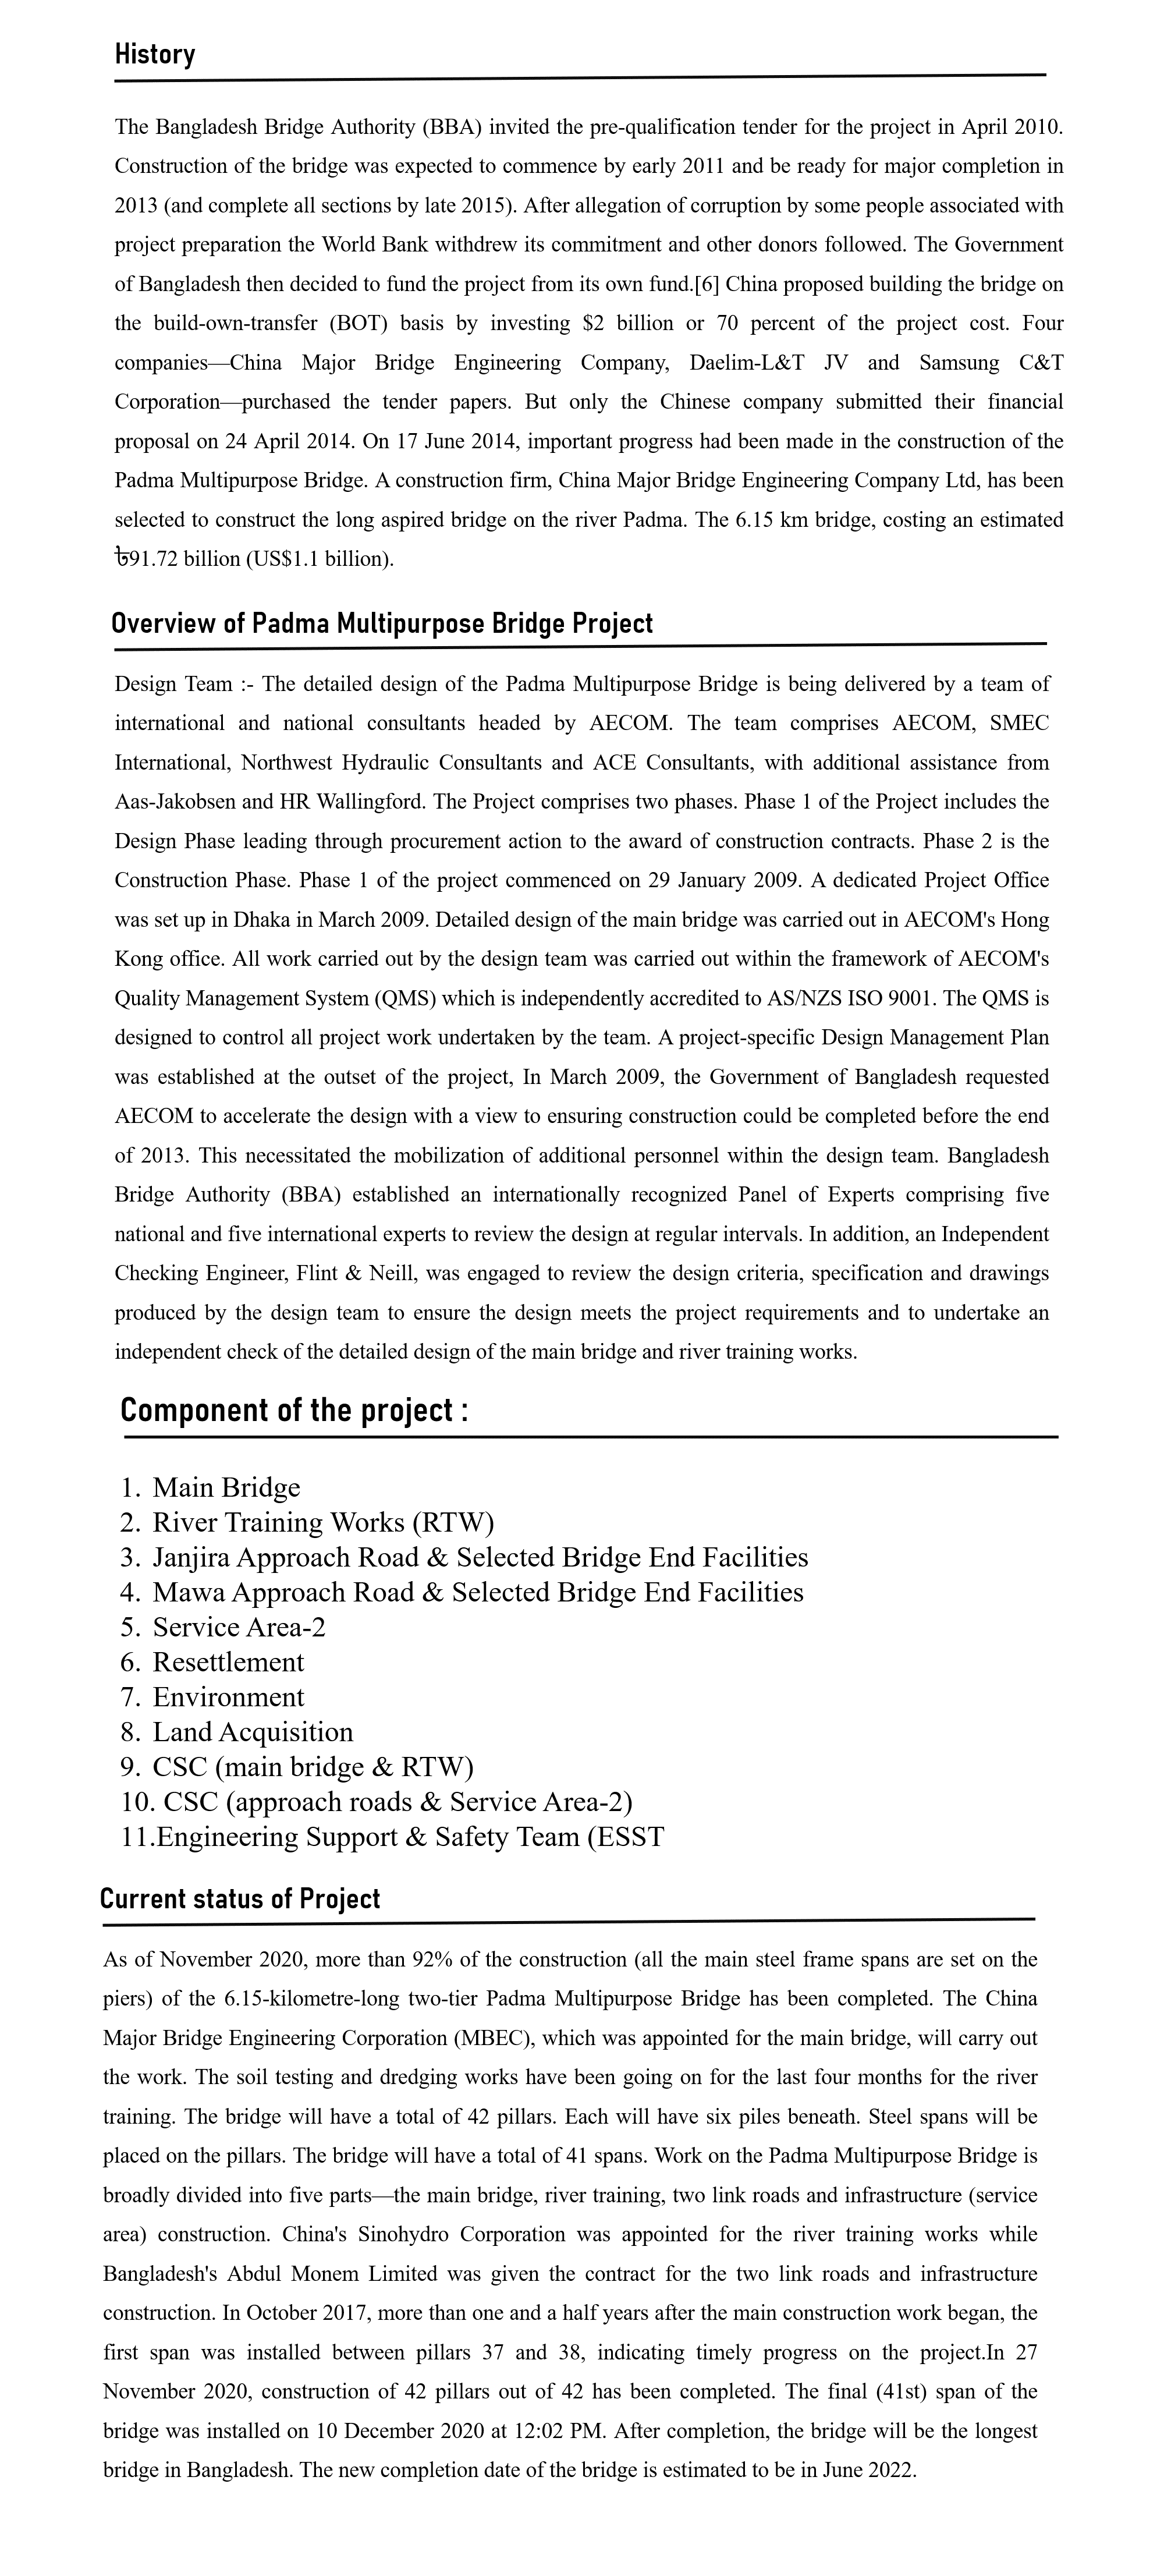 History
The Bangladesh Bridge Authority (BBA) invited the pre-qualification tender for the project in April 2010.
Construction of the bridge was expected to commence by early 2011 and be ready for major completion in
2013 (and complete all sections by late 2015). After allegation of corruption by some people associated with
project preparation the World Bank withdrew its commitment and other donors followed. The Government
of Bangladesh then decided to fund the project from its own fund.[6] China proposed building the bridge on
the build-own-transfer (BOT) basis by investing $2 billion or 70 percent of the project cost. Four
companies—China Major Bridge Engineering Company, Daelim-L&T JV and Samsung C&T
Corporation—purchased the tender papers. But only the Chinese company submitted their financial
proposal on 24 April 2014. On 17 June 2014, important progress had been made in the construction of the
Padma Multipurpose Bridge. A construction firm, China Major Bridge Engineering Company Ltd, has been
selected to construct the long aspired bridge on the river Padma. The 6.15 km bridge, costing an estimated
৳91.72 billion (US$1.1 billion).
Overview of Padma Multipurpose Bridge Project
Design Team :- The detailed design of the Padma Multipurpose Bridge is being delivered by a team of
international and national consultants headed by AECOM. The team comprises AECOM, SMEC
International, Northwest Hydraulic Consultants and ACE Consultants, with additional assistance from
Aas-Jakobsen and HR Wallingford. The Project comprises two phases. Phase 1 of the Project includes the
Design Phase leading through procurement action to the award of construction contracts. Phase 2 is the
Construction Phase. Phase 1 of the project commenced on 29 January 2009. A dedicated Project Office
was set up in Dhaka in March 2009. Detailed design of the main bridge was carried out in AECOM's Hong
Kong office. All work carried out by the design team was carried out within the framework of AECOM's
Quality Management System (QMS) which is independently accredited to AS/NZS ISO 9001. The QMS is
designed to control all project work undertaken by the team. A project-specific Design Management Plan
was established at the outset of the project, In March 2009, the Government of Bangladesh requested
AECOM to accelerate the design with a view to ensuring construction could be completed before the end
of 2013. This necessitated the mobilization of additional personnel within the design team. Bangladesh
Bridge Authority (BBA) established an internationally recognized Panel of Experts comprising five
national and five international experts to review the design at regular intervals. In addition, an Independent
Checking Engineer, Flint & Neill, was engaged to review the design criteria, specification and drawings
produced by the design team to ensure the design meets the project requirements and to undertake an
independent check of the detailed design of the main bridge and river training works.
Component of the project :
1. Main Bridge
2. River Training Works (RTW)
3. Janjira Approach Road & Selected Bridge End Facilities
4. Mawa Approach Road & Selected Bridge End Facilities
5. Service Area-2
6. Resettlement
7. Environment
8. Land Acquisition
9. CSC (main bridge & RTW)
10. CSC (approach roads & Service Area-2)
11.Engineering Support & Safety Team (ESST
Current status of Project
As of November 2020, more than 92% of the construction (all the main steel frame spans are set on the
piers) of the 6.15-kilometre-long two-tier Padma Multipurpose Bridge has been completed. The China
Major Bridge Engineering Corporation (MBEC), which was appointed for the main bridge, will carry out
the work. The soil testing and dredging works have been going on for the last four months for the river
training. The bridge will have a total of 42 pillars. Each will have six piles beneath. Steel spans will be
placed on the pillars. The bridge will have a total of 41 spans. Work on the Padma Multipurpose Bridge is
broadly divided into five parts—the main bridge, river training, two link roads and infrastructure (service
area) construction. China's Sinohydro Corporation was appointed for the river training works while
Bangladesh's Abdul Monem Limited was given the contract for the two link roads and infrastructure
construction. In October 2017, more than one and a half years after the main construction work began, the
first span was installed between pillars 37 and 38, indicating timely progress on the project.In 27
November 2020, construction of 42 pillars out of 42 has been completed. The final (41st) span of the
bridge was installed on 10 December 2020 at 12:02 PM. After completion, the bridge will be the longest
bridge in Bangladesh. The new completion date of the bridge is estimated to be in June 2022.